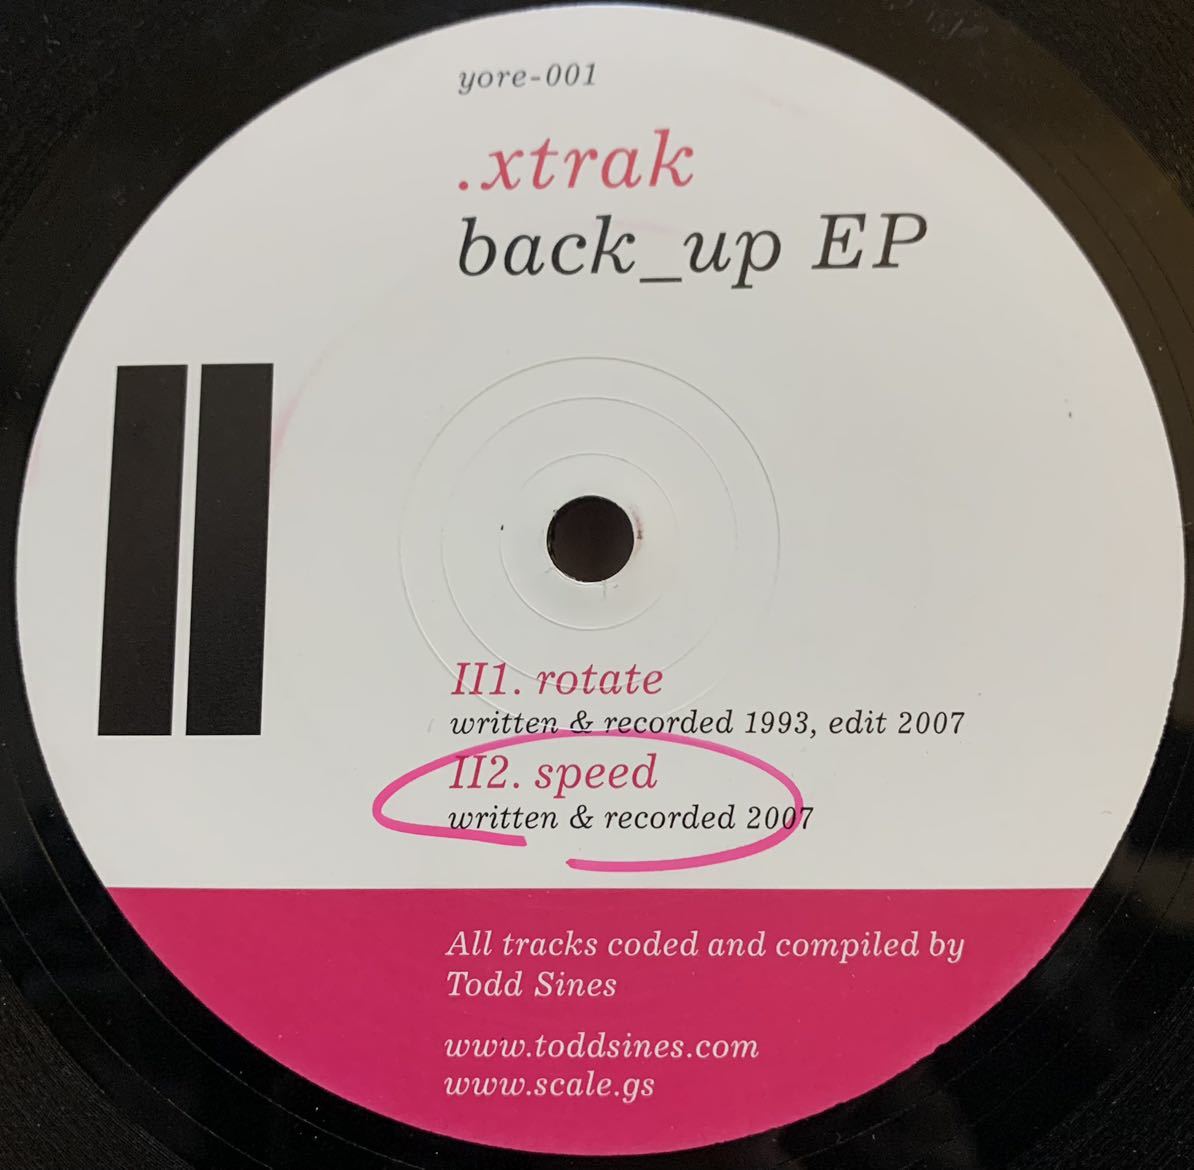 yore-001
.xtrak
back_up EP
II
II1. rotate
written & recorded 1993, edit 2007
II2. speed
written & recorded 2007
All tracks coded and compiled by
Todd Sines
www.toddsines.com
www.scale.gs